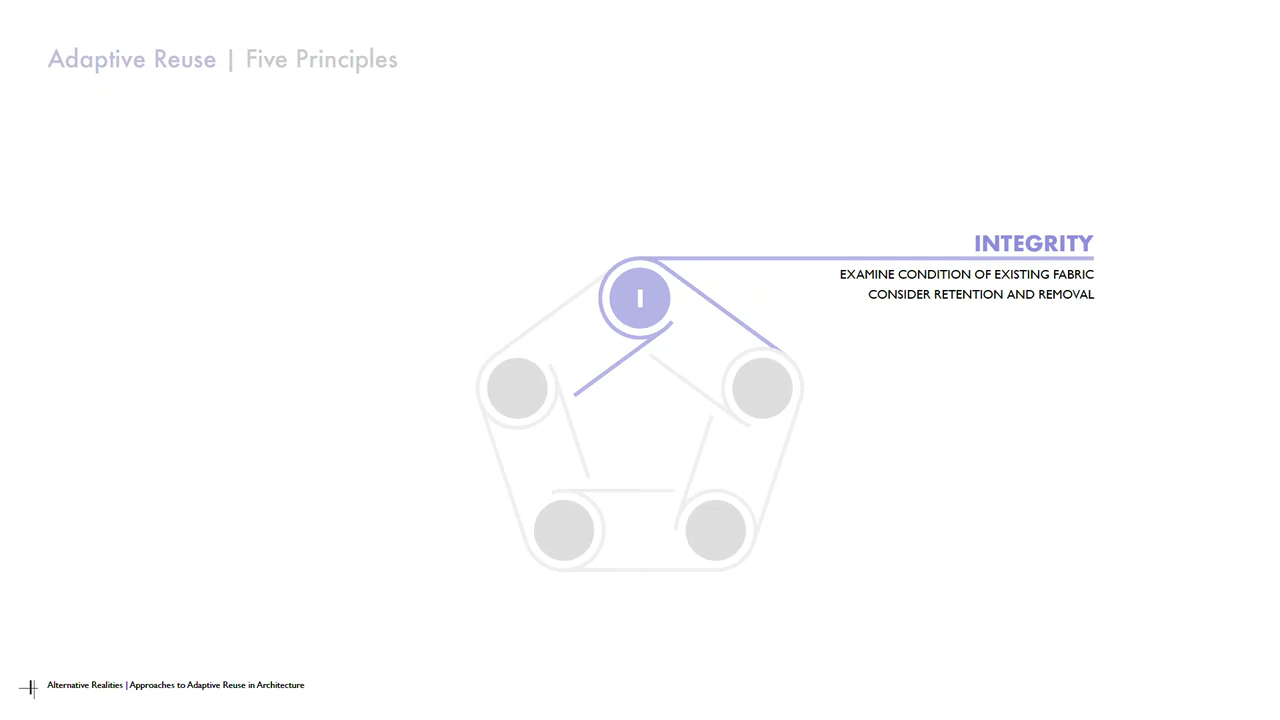 Adaptive Reuse | Five Principles
INTEGRITY
EXAMINE CONDITION OF EXISTING FABRIC
CONSIDER RETENTION AND REMOVAL
I
Alternative Realities | Approaches to Adaptive Reuse in Architecture